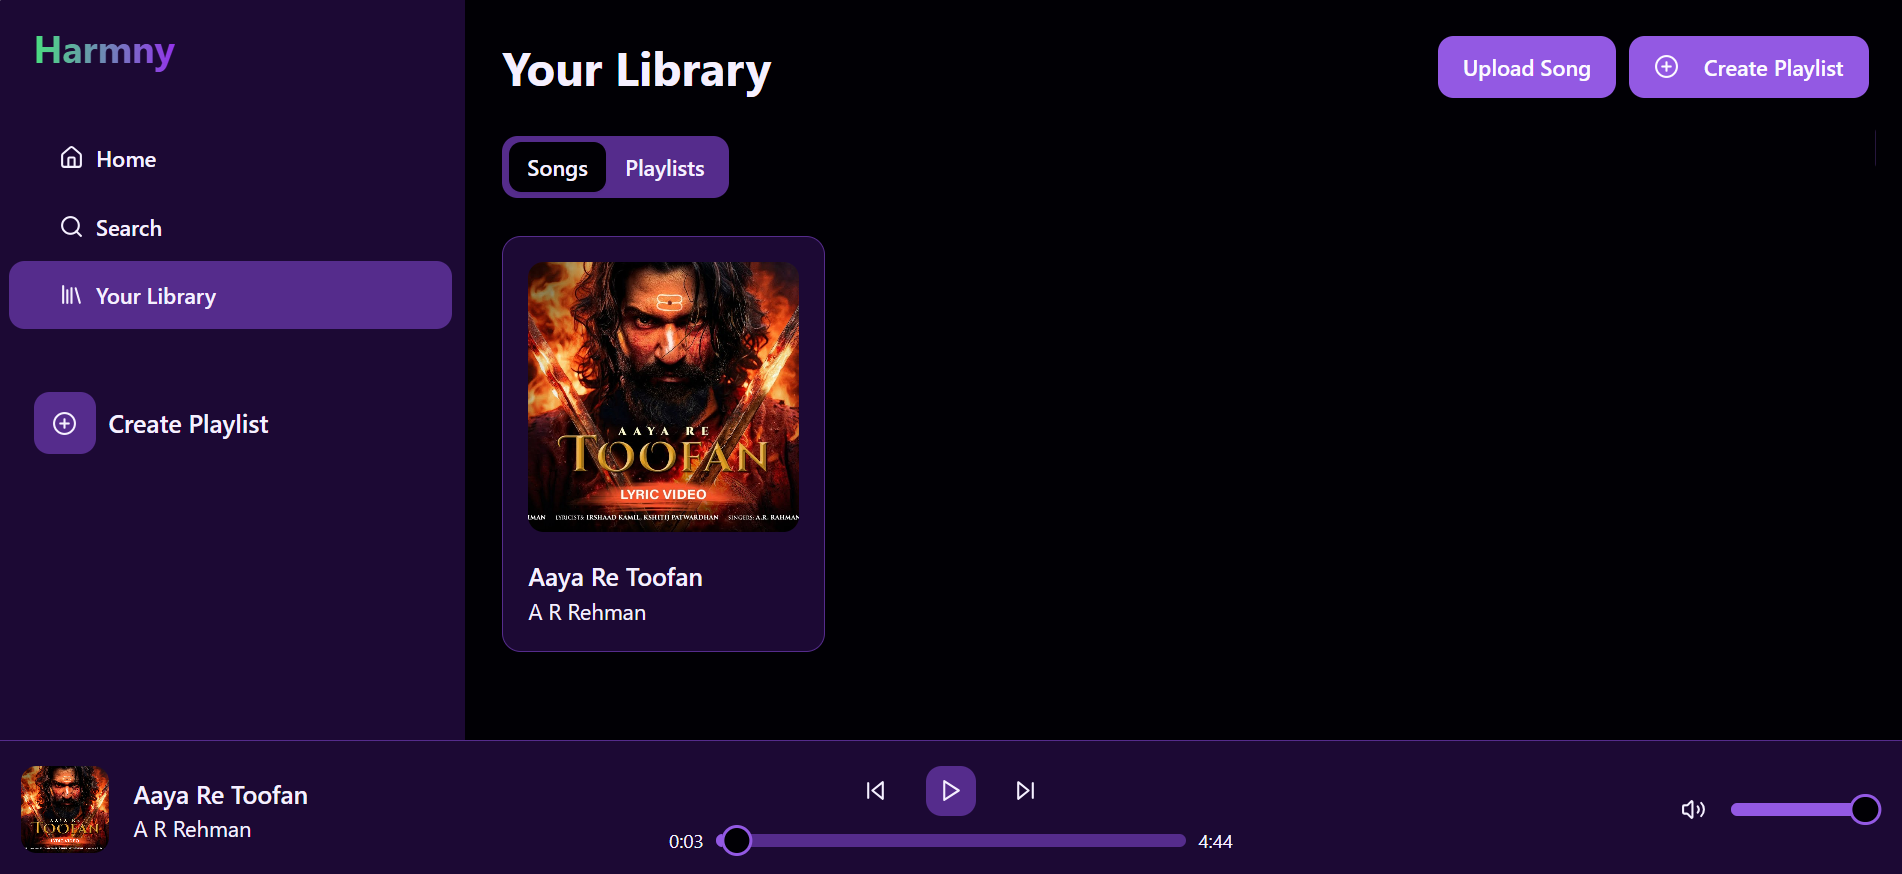 Harmny
Your Library
Upload Song
Create Playlist
Home
Search
Your Library
Create Playlist
Songs
Playlists
AAYA RE
TOOFAN
LYRIC VIDEO
LYRICISTS: IRSHAAD KAMIL, KSHITIJ PATWARDHAN SINGERS: A.R. RAHMAN
Aaya Re Toofan
A R Rehman
TOOFAN
Aaya Re Toofan
A R Rehman
0:03
4:44